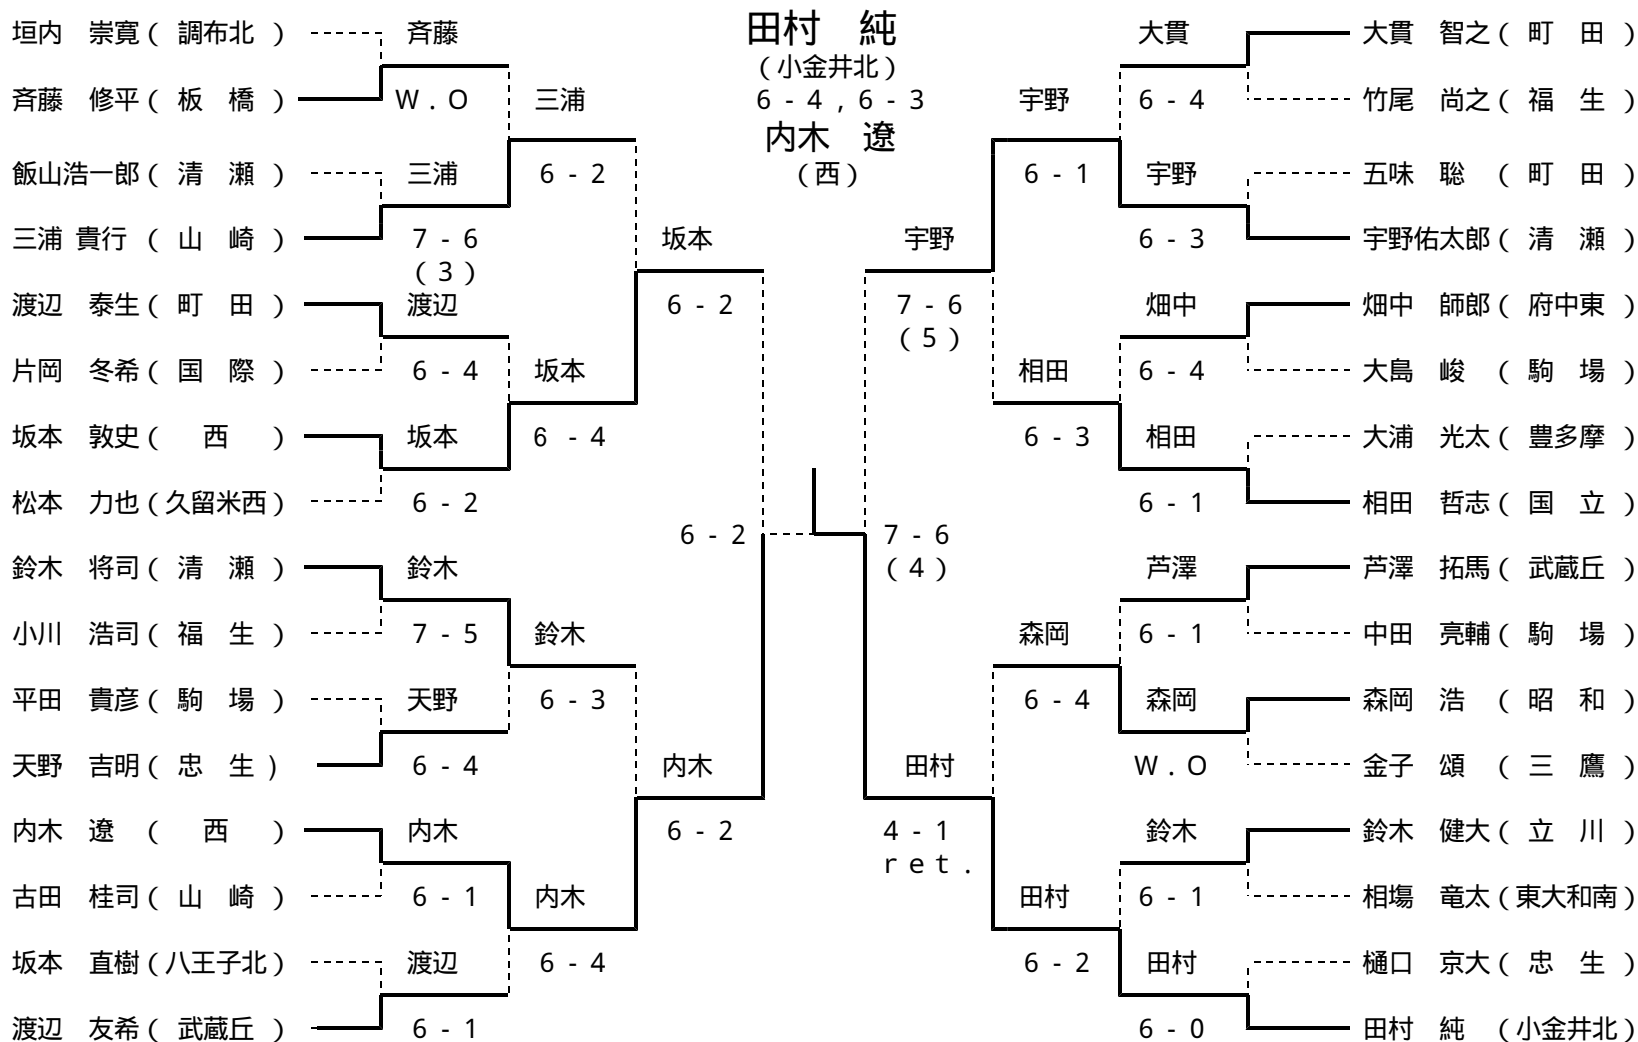 田村　純
(小金井北)
6 - 4 , 6 - 3
内木　遼
(西)
垣内　崇寛 ( 調布北 )
斉藤
斉藤　修平 ( 板　橋 )
W . O
三浦
飯山浩一郎 ( 清　瀬 )
三浦
6 - 2
三浦 貴行 ( 山　崎 )
7 - 6
( 3 )
坂本
渡辺　泰生 ( 町　田 )
渡辺
6 - 2
片岡　冬希 ( 国　際 )
6 - 4
坂本
坂本　敦史 ( 西 )
坂本
6 - 4
松本　力也 ( 久留米西 )
6 - 2
6 - 2
鈴木　将司 ( 清　瀬 )
鈴木
小川　浩司 ( 福　生 )
7 - 5
鈴木
平田　貴彦 ( 駒　場 )
天野
6 - 3
天野　吉明 ( 忠　生 )
6 - 4
内木
内木　遼 ( 西 )
内木
6 - 2
古田　桂司 ( 山　崎 )
6 - 1
内木
坂本　直樹 ( 八王子北 )
渡辺
6 - 4
渡辺　友希 ( 武蔵丘 )
6 - 1
大貫
大貫　智之 ( 町　田 )
宇野
6 - 4
竹尾　尚之 ( 福　生 )
6 - 1
宇野
五味　聡 ( 町　田 )
宇野
6 - 3
宇野佑太郎 ( 清　瀬 )
7 - 6
( 5 )
畑中
畑中　師郎 ( 府中東 )
相田
6 - 4
大島　峻 ( 駒　場 )
6 - 3
相田
大浦　光太 ( 豊多摩 )
6 - 1
相田　哲志 ( 国　立 )
7 - 6
( 4 )
芦澤
芦澤　拓馬 ( 武蔵丘 )
森岡
6 - 1
中田　亮輔 ( 駒　場 )
6 - 4
森岡
森岡　浩 ( 昭　和 )
田村
W . O
金子　頌 ( 三　鷹 )
4 - 1
r e t .
鈴木
鈴木　健大 ( 立　川 )
田村
6 - 1
相塲　竜太 ( 東大和南 )
6 - 2
田村
樋口　京大 ( 忠　生 )
6 - 0
田村　純 ( 小金井北 )